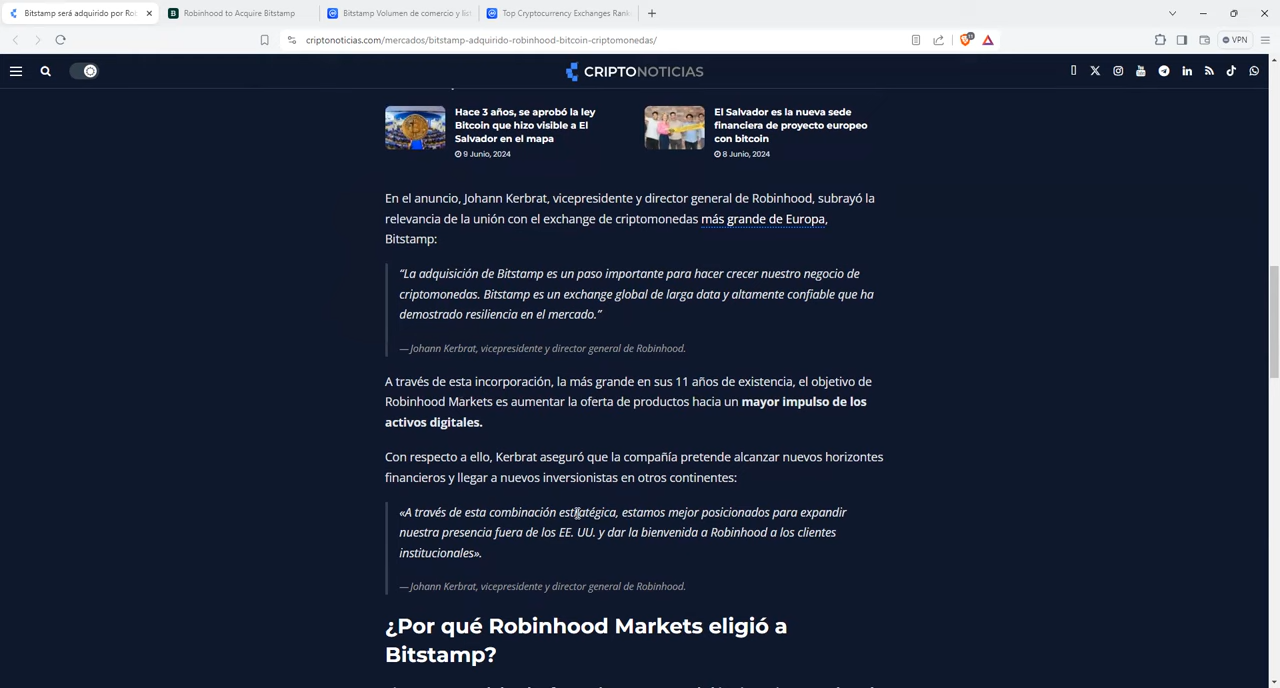 Bitstamp será adquirido por Ro
Robinhood to Acquire Bitstamp
Bitstamp Volumen de comercio y li
Top Cryptocurrency Exchanges Ran
criptonoticias.com/mercados/bitstamp-adquirido-robinhood-bitcoin-criptomonedas/
VPN
CRIPTONOTICIAS
Hace 3 años, se aprobó la ley
Bitcoin que hizo visible a El
Salvador en el mapa
9 Junio, 2024
El Salvador es la nueva sede
financiera de proyecto europeo
con bitcoin
8 Junio, 2024
En el anuncio, Johann Kerbrat, vicepresidente y director general de Robinhood, subrayó la
relevancia de la unión con el exchange de criptomonedas más grande de Europa,
Bitstamp:
“La adquisición de Bitstamp es un paso importante para hacer crecer nuestro negocio de
criptomonedas. Bitstamp es un exchange global de larga data y altamente confiable que ha
demostrado resiliencia en el mercado.”
— Johann Kerbrat, vicepresidente y director general de Robinhood.
A través de esta incorporación, la más grande en sus 11 años de existencia, el objetivo de
Robinhood Markets es aumentar la oferta de productos hacia un mayor impulso de los
activos digitales.
Con respecto a ello, Kerbrat aseguró que la compañía pretende alcanzar nuevos horizontes
financieros y llegar a nuevos inversionistas en otros continentes:
«A través de esta combinación estratégica, estamos mejor posicionados para expandir
nuestra presencia fuera de los EE. UU. y dar la bienvenida a Robinhood a los clientes
institucionales».
— Johann Kerbrat, vicepresidente y director general de Robinhood.
¿Por qué Robinhood Markets eligió a
Bitstamp?